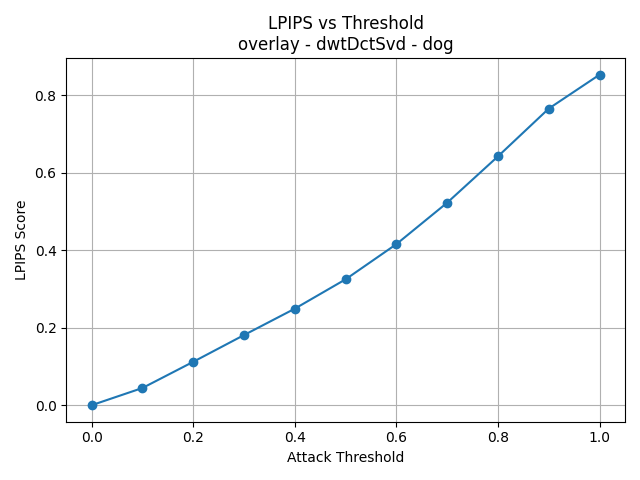 LPIPS vs Threshold
overlay - dwtDctSvd - dog
LPIPS Score
0.8
0.6
0.4
0.2
0.0
0.0 0.2 0.4 0.6 0.8 1.0
Attack Threshold